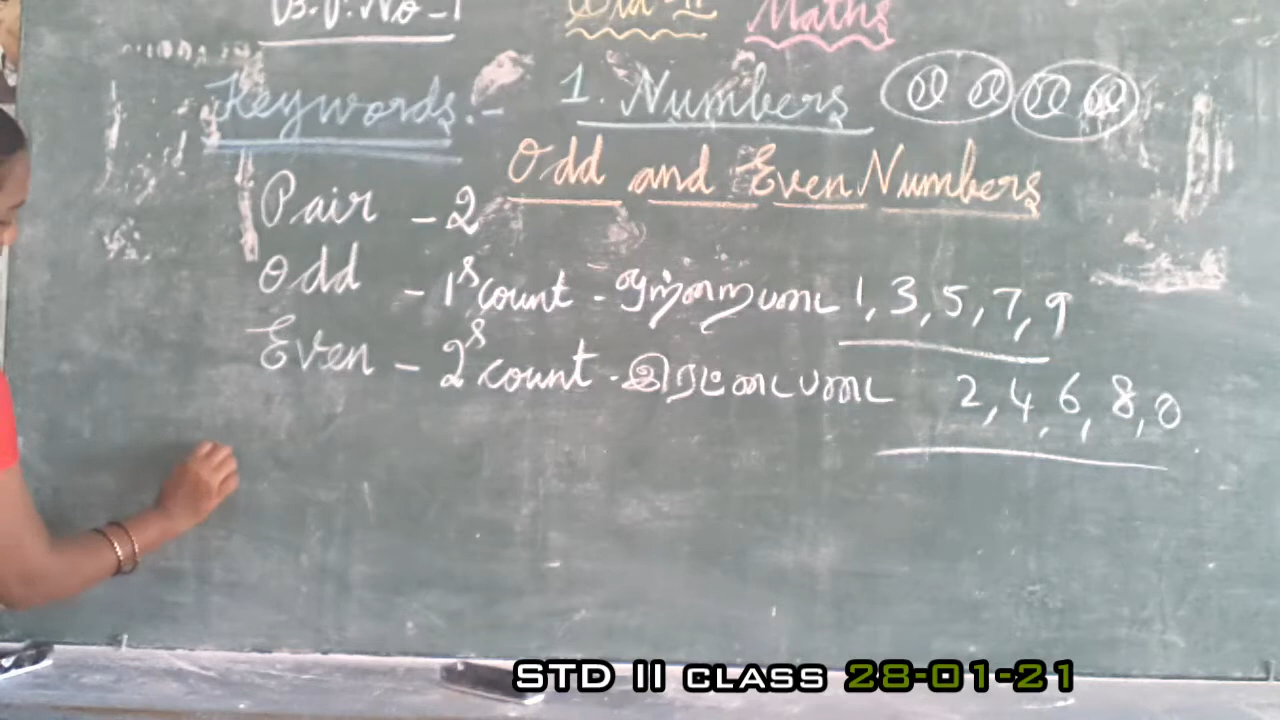 B.V. No-1 Std-II Maths
Keywords:- 1. Numbers
Odd and Even Numbers
Pair - 2
Odd - 1's count - ஒற்றைபடை 1, 3, 5, 7, 9
Even - 2's count - இரட்டைபடை 2, 4, 6, 8, 0
STD II CLASS 28-01-21